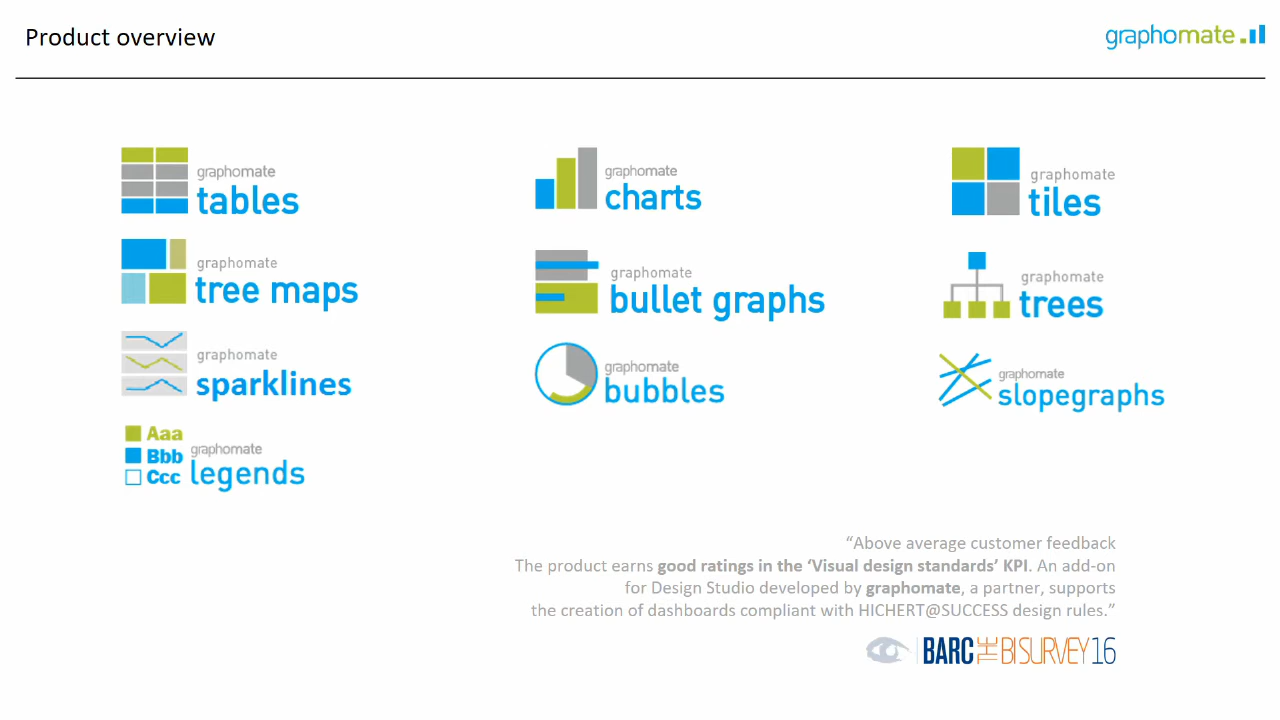 Product overview
graphomate
graphomate
tables
graphomate
charts
graphomate
tiles
graphomate
tree maps
graphomate
bullet graphs
graphomate
trees
graphomate
sparklines
graphomate
bubbles
graphomate
slopegraphs
Aaa
Bbb
Ccc
graphomate
legends
“Above average customer feedback
The product earns good ratings in the ‘Visual design standards’ KPI. An add-on
for Design Studio developed by graphomate, a partner, supports
the creation of dashboards compliant with HICHERT@SUCCESS design rules.”
BARC THE BI SURVEY 16